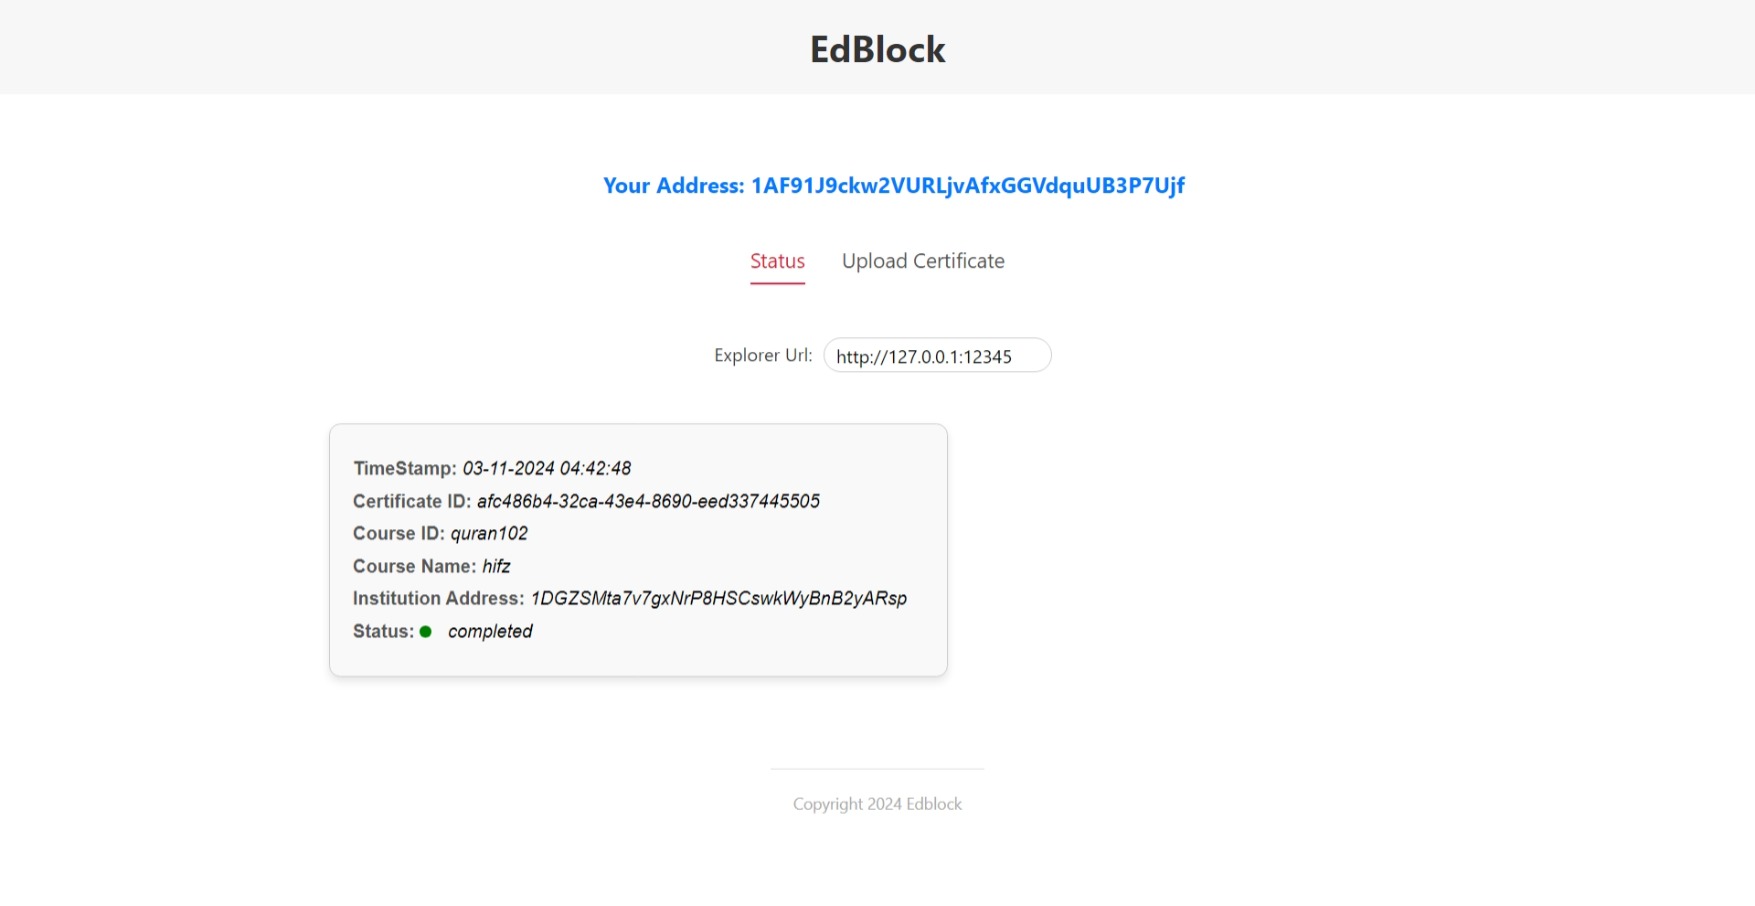 EdBlock
Your Address: 1AF91J9ckw2VURLjvAfxGGVdquUB3P7Ujf
Status Upload Certificate
Explorer Url: http://127.0.0.1:12345
TimeStamp: 03-11-2024 04:42:48
Certificate ID: afc486b4-32ca-43e4-8690-eed337445505
Course ID: quran102
Course Name: hifz
Institution Address: 1DGZSMta7v7gxNrP8HSCswkWyBnB2yARsp
Status: completed
Copyright 2024 Edblock